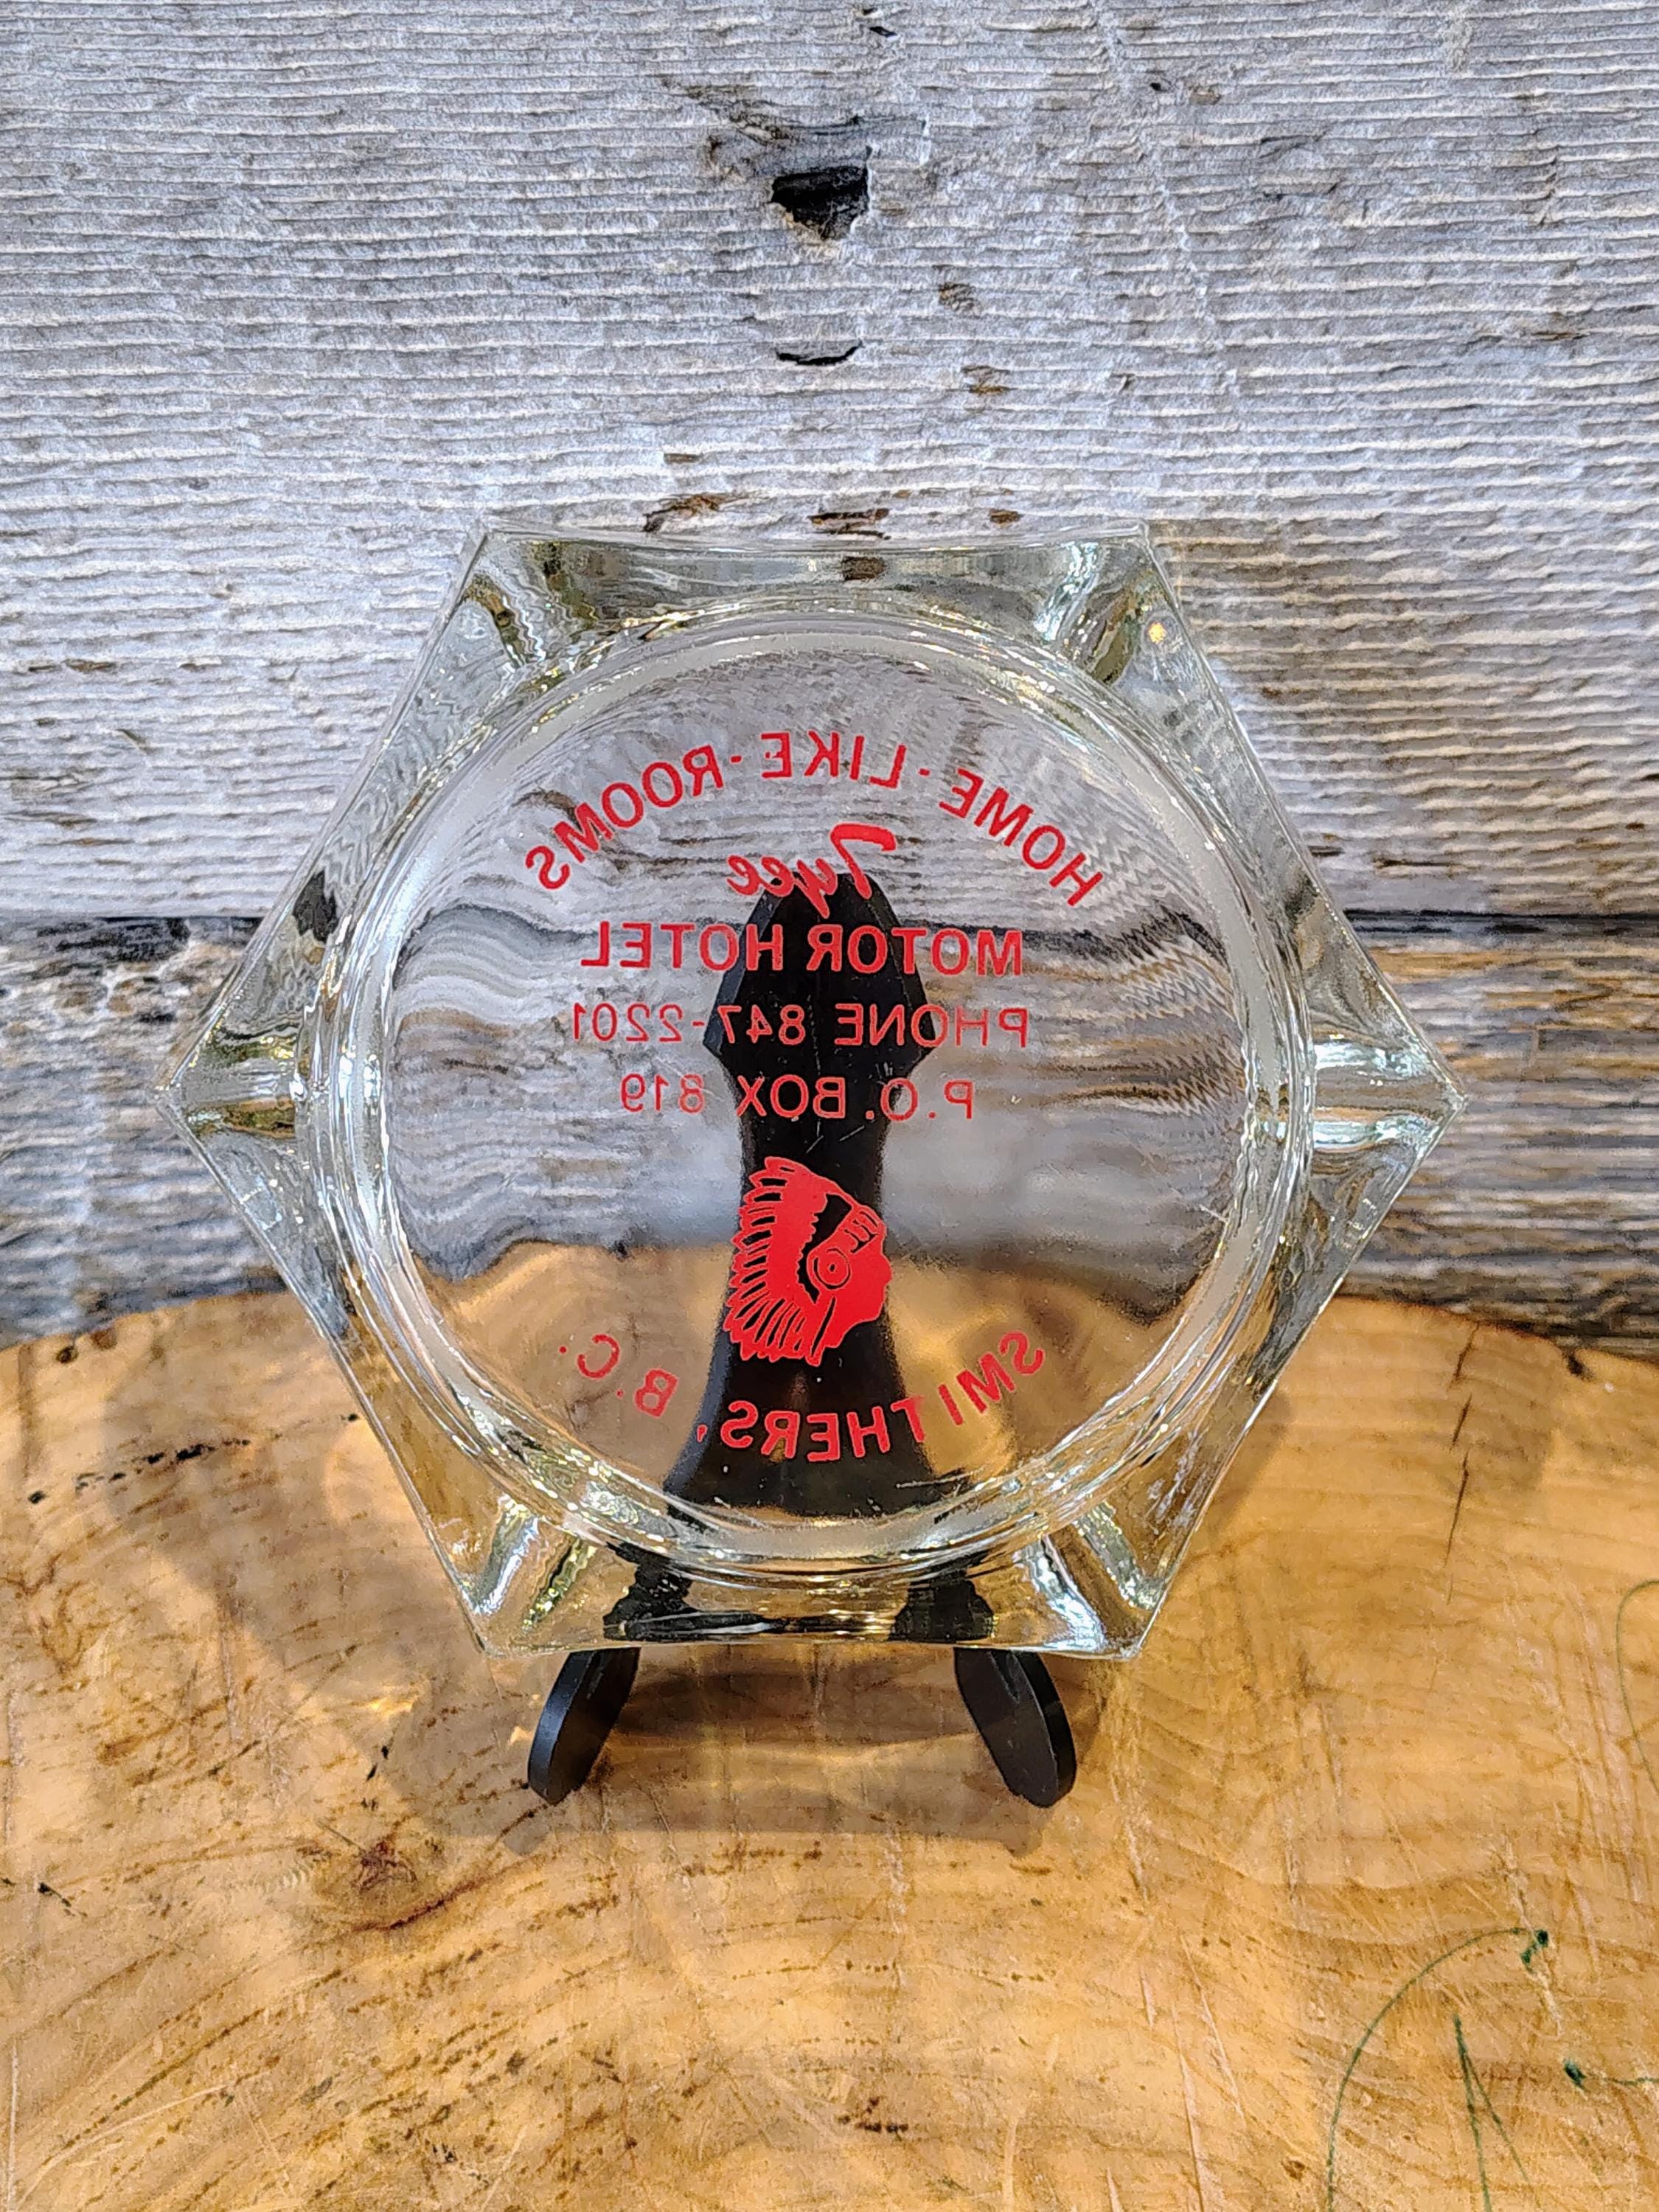 HOME-LIKE-ROOMS
Tyee
MOTOR HOTEL
PHONE 847-2201
P.O. BOX 819
SMITHERS, B.C.